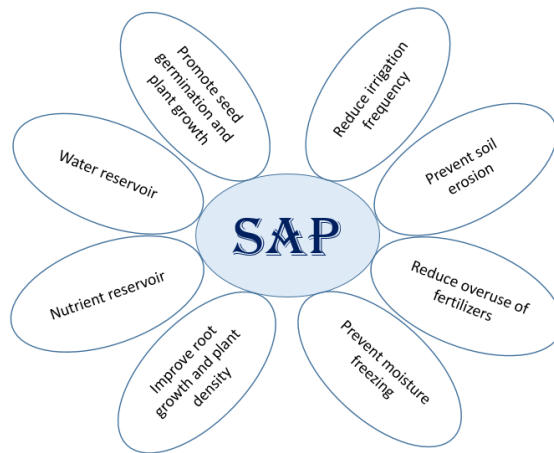 Promote seed
germination and
plant growth
Reduce irrigation
frequency
Water reservoir
Prevent soil
erosion
SAP
Nutrient reservoir
Reduce overuse of
fertilizers
Improve root
growth and plant
density
Prevent moisture
freezing